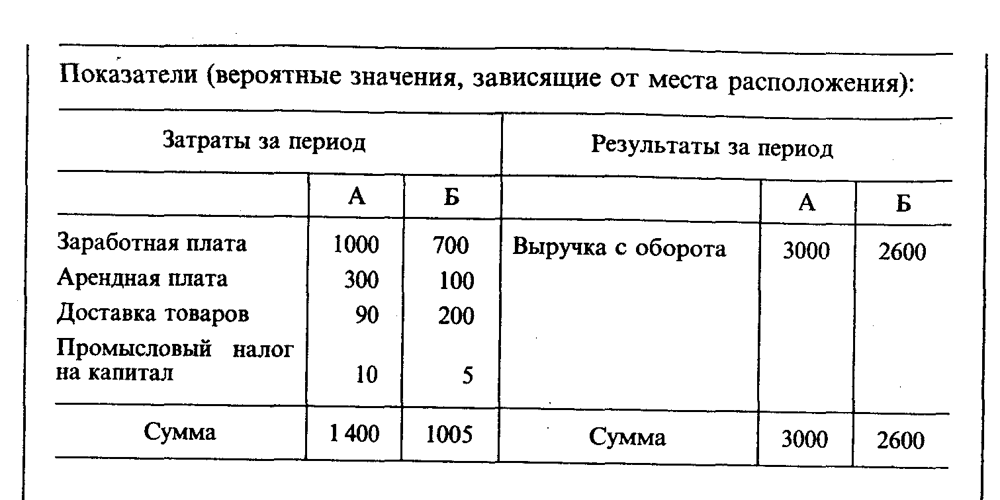 Показатели (вероятные значения, зависящие от места расположения):
Затраты за период Результаты за период
А Б А Б
Заработная плата 1000 700 Выручка с оборота 3000 2600
Арендная плата 300 100
Доставка товаров 90 200
Промысловый налог
на капитал 10 5
Сумма 1 400 1005 Сумма 3000 2600